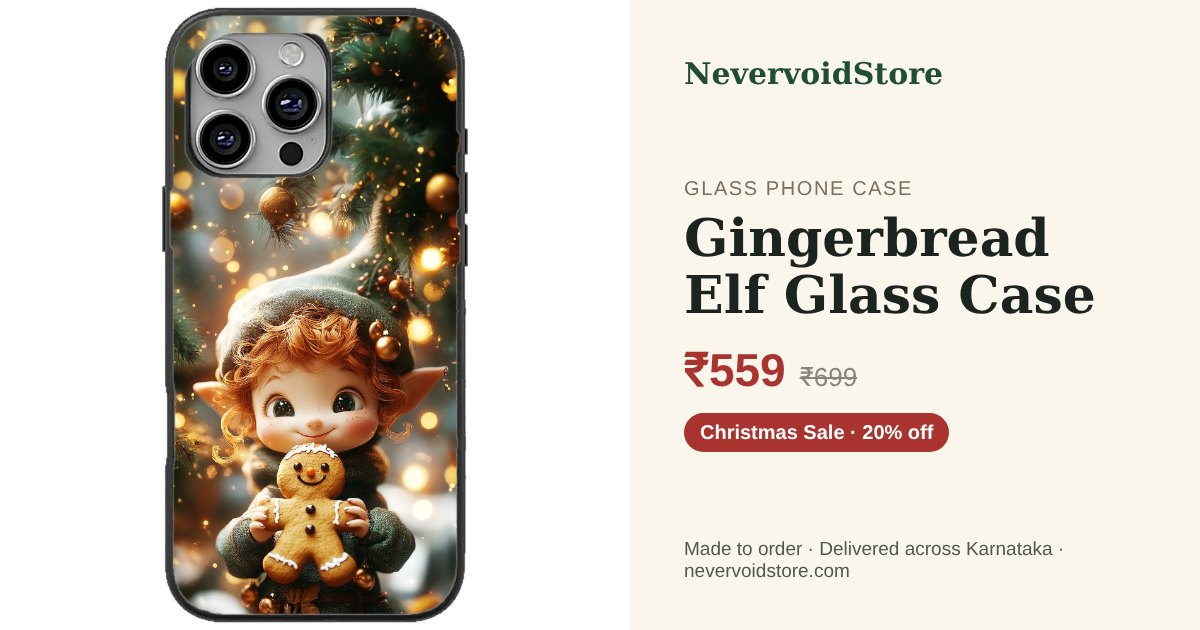 NevervoidStore
GLASS PHONE CASE
Gingerbread
Elf Glass Case
₹559 ₹699
Christmas Sale · 20% off
Made to order · Delivered across Karnataka ·
nevervoidstore.com